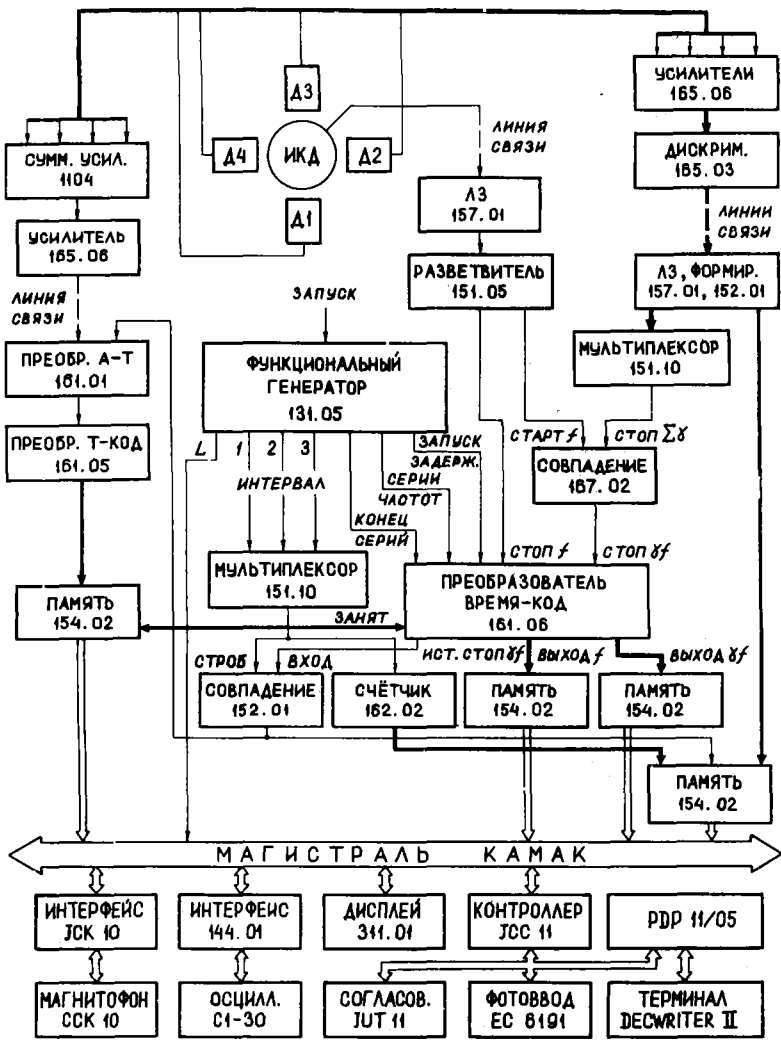 УСИЛИТЕЛИ
165.06
Д3
Д4
ИКД
Д2
Д1
ЛИНИЯ
СВЯЗИ
ДИСКРИМ.
165.03
СУММ. УСИЛ.
1104
ЛЗ
157.01
УСИЛИТЕЛЬ
165.06
ЛИНИИ
СВЯЗИ
РАЗВЕТВИТЕЛЬ
151.05
ЛЗ, ФОРМИР.
157.01, 152.01
ЛИНИЯ
СВЯЗИ
ЗАПУСК
ПРЕОБР. А-Т
161.01
ФУНКЦИОНАЛЬНЫЙ
ГЕНЕРАТОР
131.05
МУЛЬТИПЛЕКСОР
151.10
ПРЕОБР. Т-КОД
161.05
L 1 2 3
ЗАПУСК
ЗАДЕРЖ.
СТАРТ f
СТОП Σγ
ИНТЕРВАЛ
СЕРИИ
ЧАСТОТ
СОВПАДЕНИЕ
167.02
КОНЕЦ
СЕРИЙ
СТОП f
СТОП γf
МУЛЬТИПЛЕКСОР
151.10
ПРЕОБРАЗОВАТЕЛЬ
ВРЕМЯ-КОД
161.06
ПАМЯТЬ
154.02
ЗАНЯТ
СТРОБ
ВХОД
ИСТ. СТОП γf
ВЫХОД f
ВЫХОД γf
СОВПАДЕНИЕ
152.01
СЧЁТЧИК
162.02
ПАМЯТЬ
154.02
ПАМЯТЬ
154.02
ПАМЯТЬ
154.02
МАГИСТРАЛЬ КАМАК
ИНТЕРФЕЙС
JCK 10
ИНТЕРФЕЙС
144.01
ДИСПЛЕЙ
311.01
КОНТРОЛЛЕР
JCC 11
PDP 11/05
МАГНИТОФОН
ССК 10
ОСЦИЛЛ.
С1-30
СОГЛАСОВ.
JUT 11
ФОТОВВОД
ЕС 6191
ТЕРМИНАЛ
DECWRITER II